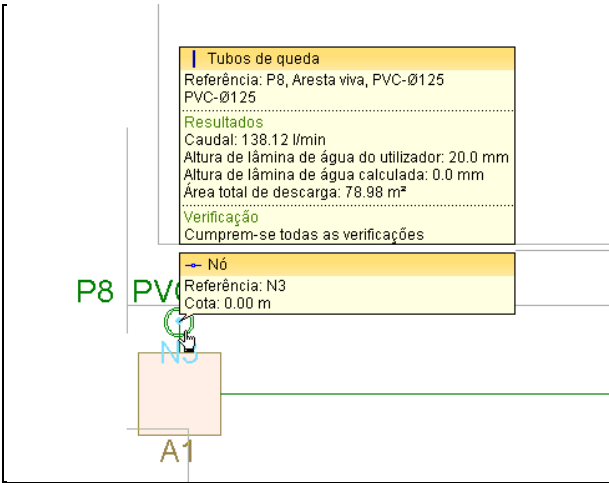 Tubos de queda
Referência: P8, Aresta viva, PVC-Ø125
PVC-Ø125
Resultados
Caudal: 138.12 l/min
Altura de lâmina de água do utilizador: 20.0 mm
Altura de lâmina de água calculada: 0.0 mm
Área total de descarga: 78.98 m²
Verificação
Cumprem-se todas as verificações
Nó
Referência: N3
Cota: 0.00 m
P8 PVC
N3
A1